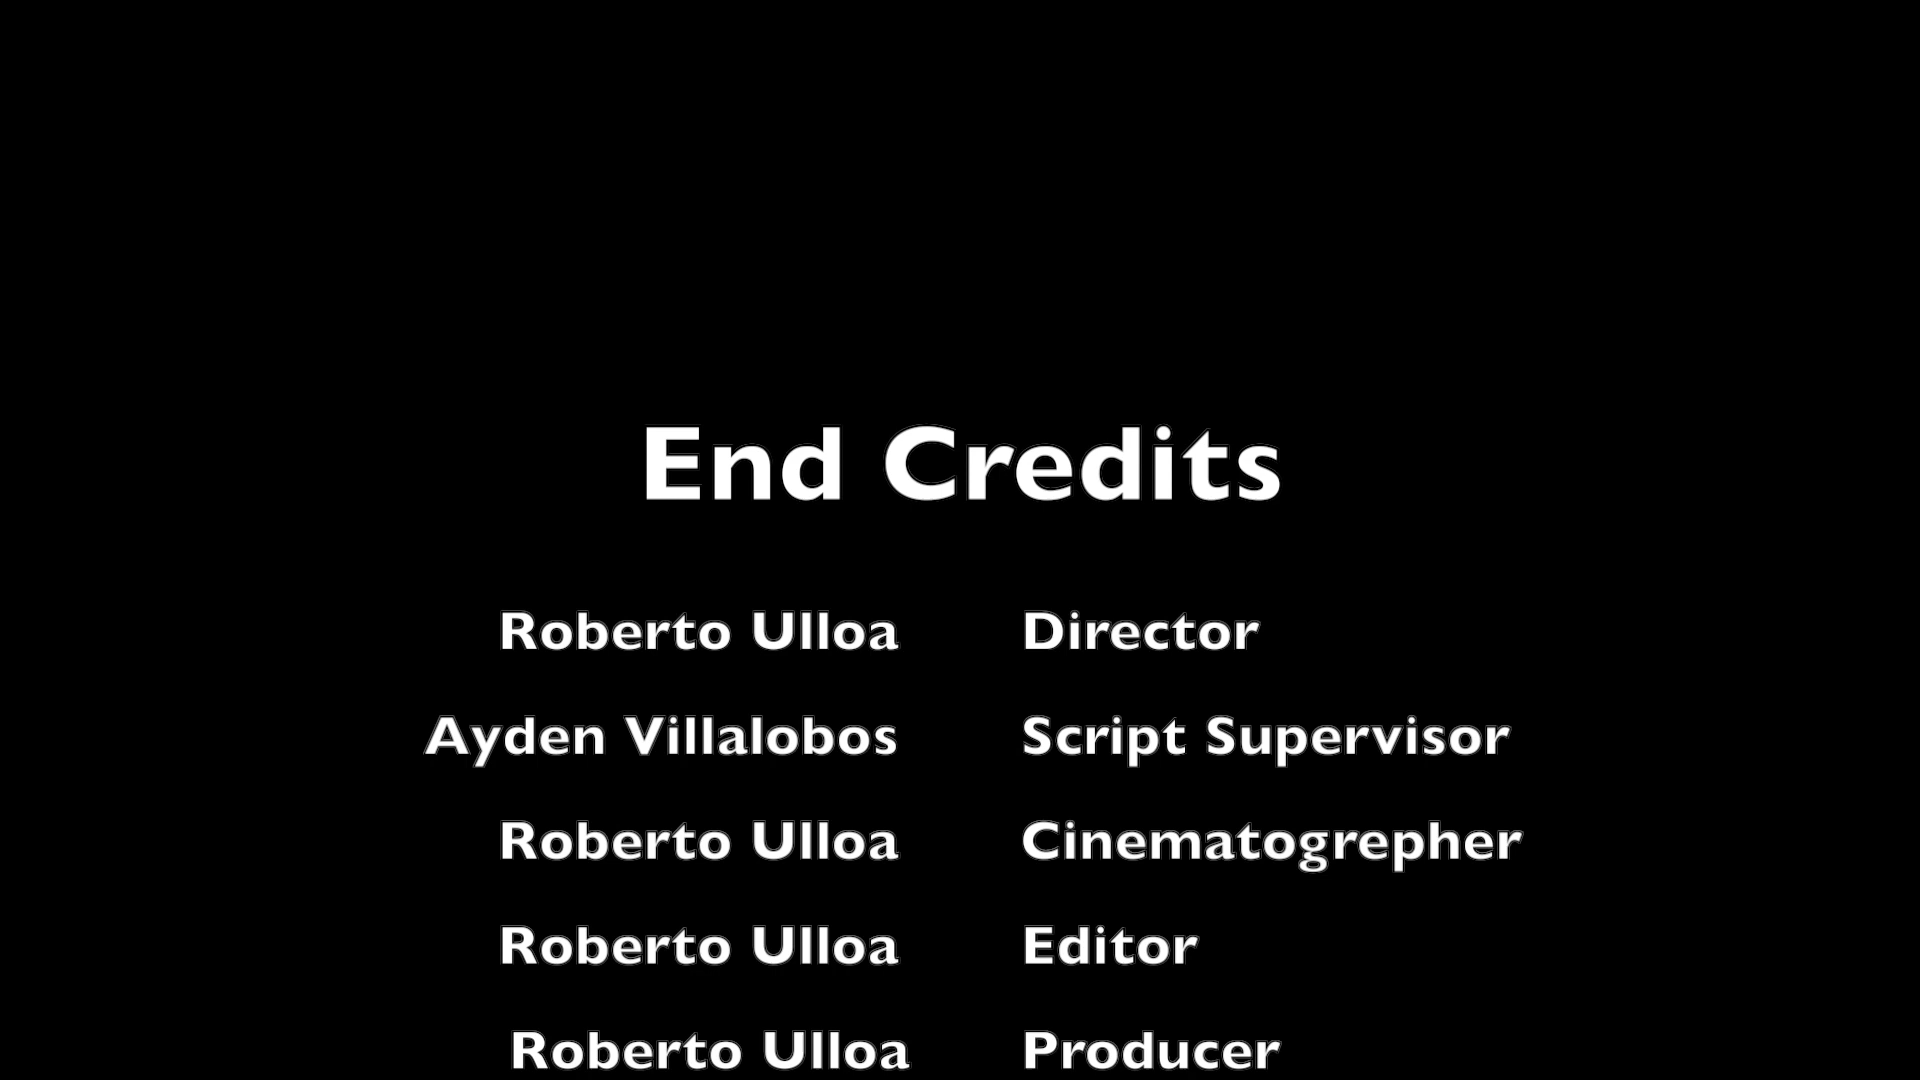 End Credits
Roberto Ulloa Director
Ayden Villalobos Script Supervisor
Roberto Ulloa Cinematogrepher
Roberto Ulloa Editor
Roberto Ulloa Producer